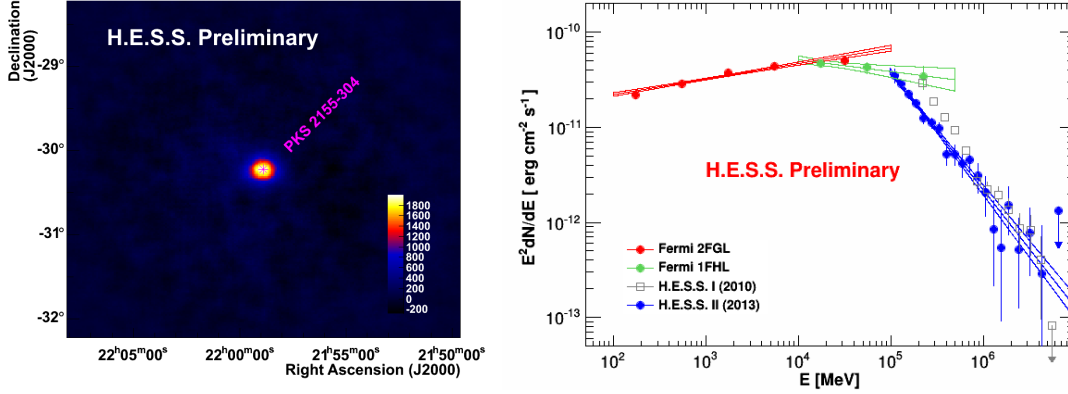 H.E.S.S. Preliminary
Declination
(J2000)
-29°
-30°
-31°
-32°
PKS 2155-304
1800
1600
1400
1200
1000
800
600
400
200
0
-200
22h05m00s
22h00m00s
21h55m00s
21h50m00s
Right Ascension (J2000)
E²dN/dE [ erg cm⁻² s⁻¹]
10⁻¹⁰
10⁻¹¹
10⁻¹²
10⁻¹³
H.E.S.S. Preliminary
Fermi 2FGL
Fermi 1FHL
H.E.S.S. I (2010)
H.E.S.S. II (2013)
10²
10³
10⁴
10⁵
10⁶
E [MeV]